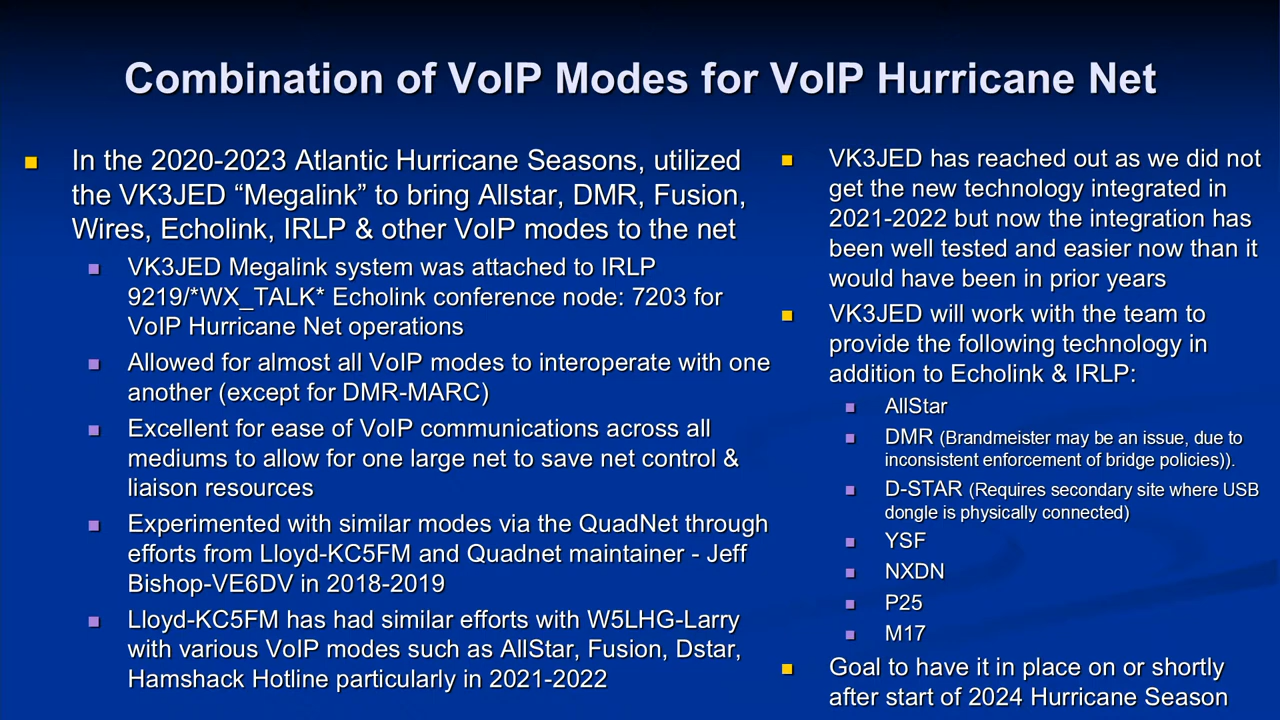 Combination of VoIP Modes for VoIP Hurricane Net
In the 2020-2023 Atlantic Hurricane Seasons, utilized
the VK3JED “Megalink” to bring Allstar, DMR, Fusion,
Wires, Echolink, IRLP & other VoIP modes to the net
VK3JED Megalink system was attached to IRLP
9219/*WX_TALK* Echolink conference node: 7203 for
VoIP Hurricane Net operations
Allowed for almost all VoIP modes to interoperate with one
another (except for DMR-MARC)
Excellent for ease of VoIP communications across all
mediums to allow for one large net to save net control &
liaison resources
Experimented with similar modes via the QuadNet through
efforts from Lloyd-KC5FM and Quadnet maintainer - Jeff
Bishop-VE6DV in 2018-2019
Lloyd-KC5FM has had similar efforts with W5LHG-Larry
with various VoIP modes such as AllStar, Fusion, Dstar,
Hamshack Hotline particularly in 2021-2022
VK3JED has reached out as we did not
get the new technology integrated in
2021-2022 but now the integration has
been well tested and easier now than it
would have been in prior years
VK3JED will work with the team to
provide the following technology in
addition to Echolink & IRLP:
AllStar
DMR (Brandmeister may be an issue, due to
inconsistent enforcement of bridge policies)).
D-STAR (Requires secondary site where USB
dongle is physically connected)
YSF
NXDN
P25
M17
Goal to have it in place on or shortly
after start of 2024 Hurricane Season